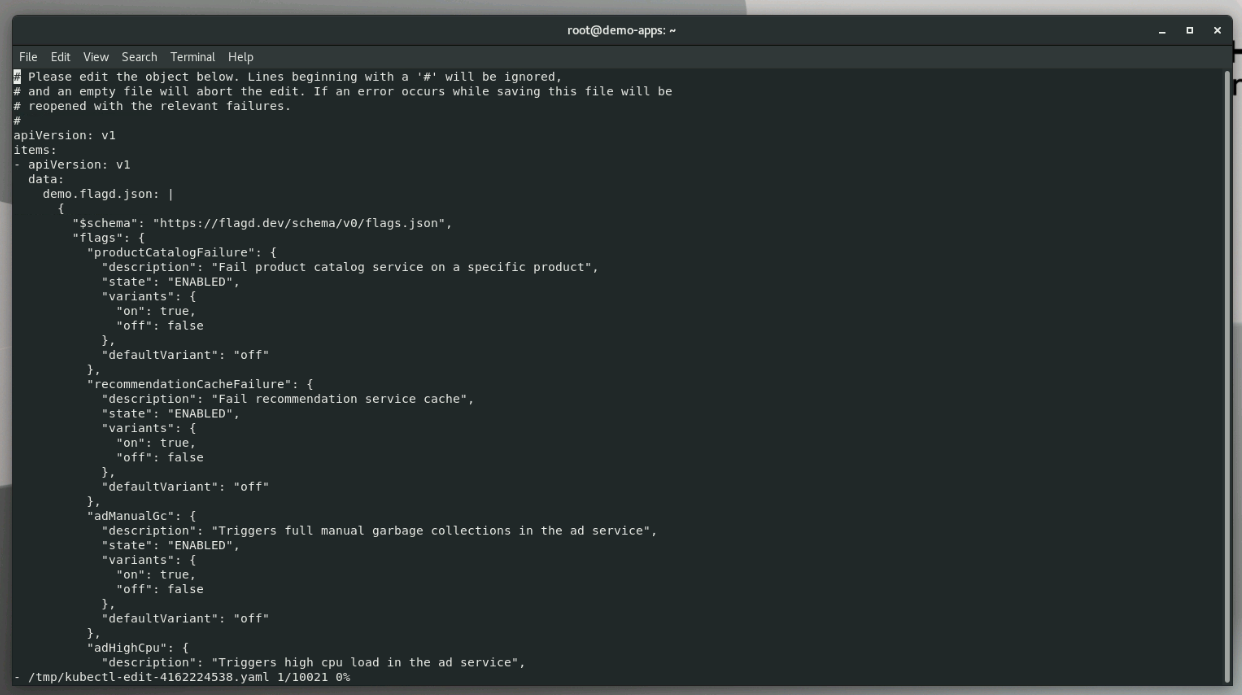 root@demo-apps: ~
File Edit View Search Terminal Help
# Please edit the object below. Lines beginning with a '#' will be ignored,
# and an empty file will abort the edit. If an error occurs while saving this file will be
# reopened with the relevant failures.
#
apiVersion: v1
items:
- apiVersion: v1
  data:
    demo.flagd.json: |
      {
        "$schema": "https://flagd.dev/schema/v0/flags.json",
        "flags": {
          "productCatalogFailure": {
            "description": "Fail product catalog service on a specific product",
            "state": "ENABLED",
            "variants": {
              "on": true,
              "off": false
            },
            "defaultVariant": "off"
          },
          "recommendationCacheFailure": {
            "description": "Fail recommendation service cache",
            "state": "ENABLED",
            "variants": {
              "on": true,
              "off": false
            },
            "defaultVariant": "off"
          },
          "adManualGc": {
            "description": "Triggers full manual garbage collections in the ad service",
            "state": "ENABLED",
            "variants": {
              "on": true,
              "off": false
            },
            "defaultVariant": "off"
          },
          "adHighCpu": {
            "description": "Triggers high cpu load in the ad service",
- /tmp/kubectl-edit-4162224538.yaml 1/10021 0%